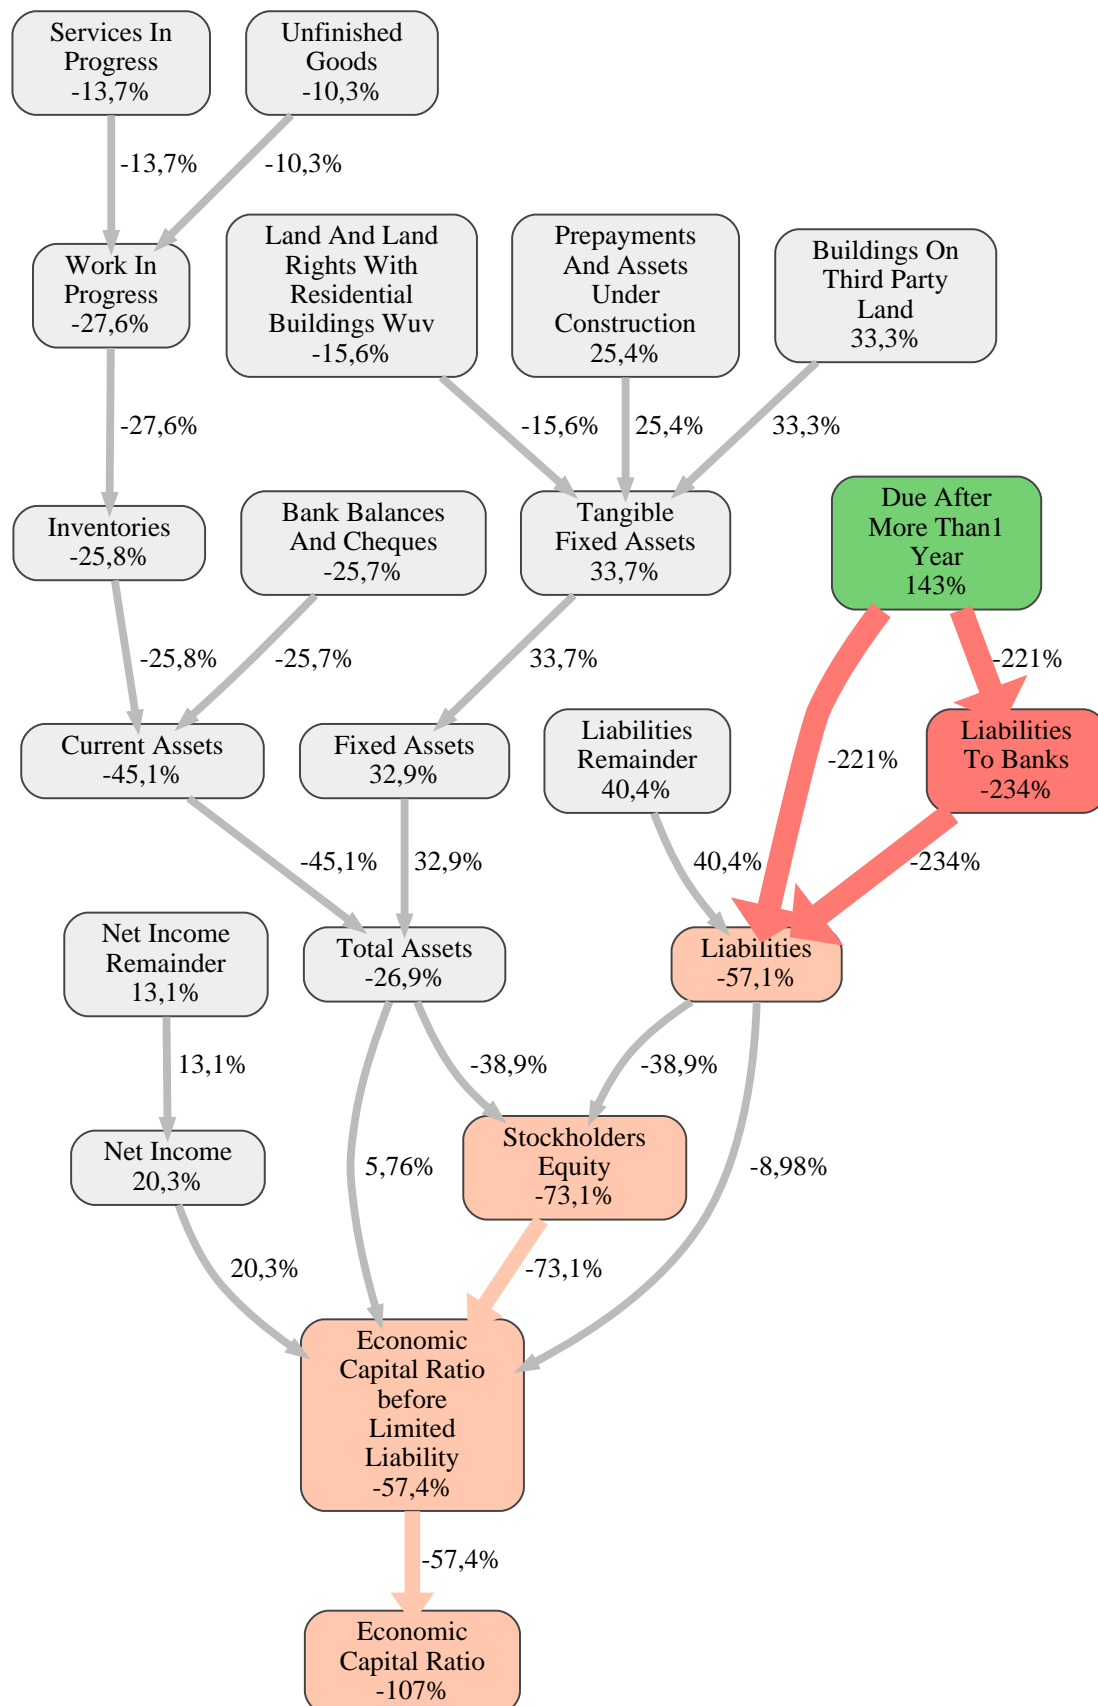 Services In
Progress
-13,7%
Unfinished
Goods
-10,3%
-13,7%
-10,3%
Work In
Progress
-27,6%
Land And Land
Rights With
Residential
Buildings Wuv
-15,6%
Prepayments
And Assets
Under
Construction
25,4%
Buildings On
Third Party
Land
33,3%
-27,6%
-15,6%
25,4%
33,3%
Inventories
-25,8%
Bank Balances
And Cheques
-25,7%
Tangible
Fixed Assets
33,7%
Due After
More Than1
Year
143%
-25,8%
-25,7%
33,7%
-221%
-221%
Current Assets
-45,1%
Fixed Assets
32,9%
Liabilities
Remainder
40,4%
Liabilities
To Banks
-234%
-45,1%
32,9%
40,4%
-234%
Net Income
Remainder
13,1%
Total Assets
-26,9%
Liabilities
-57,1%
13,1%
-38,9%
-38,9%
Net Income
20,3%
5,76%
Stockholders
Equity
-73,1%
-8,98%
20,3%
-73,1%
Economic
Capital Ratio
before
Limited
Liability
-57,4%
-57,4%
Economic
Capital Ratio
-107%